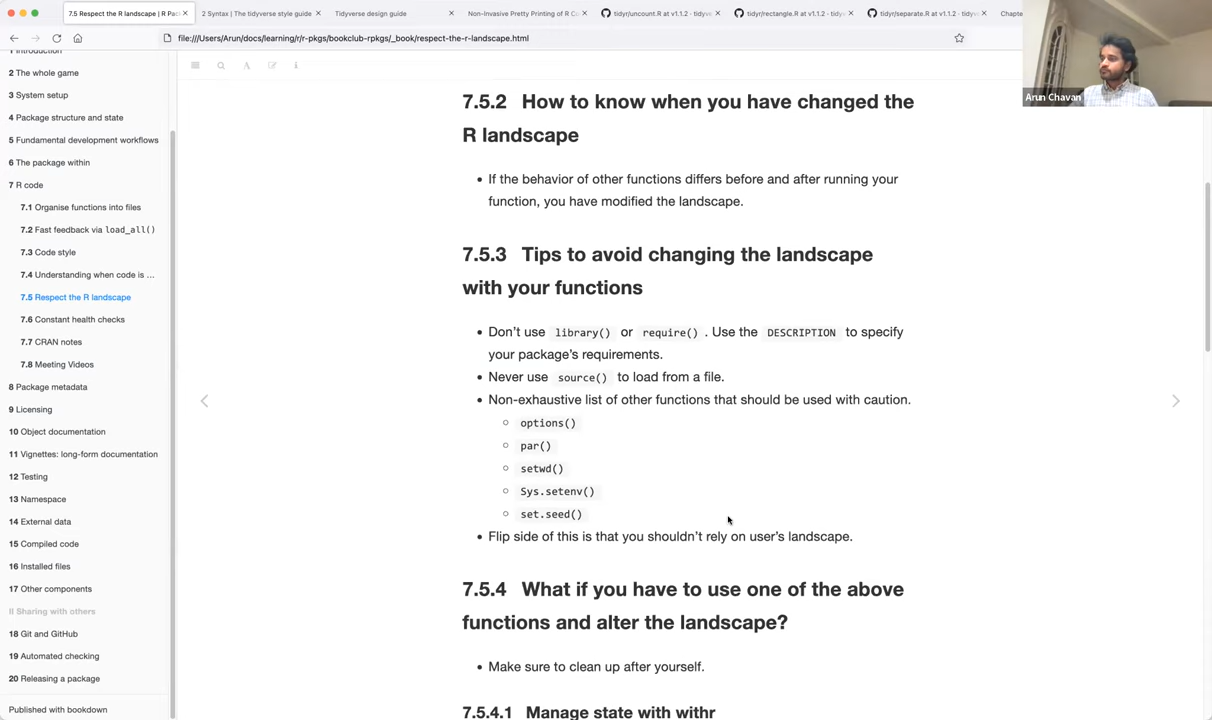 7.5 Respect the R landscape | R Pac
2 Syntax | The tidyverse style guide
Tidyverse design guide
Non-Invasive Pretty Printing of R C
tidyr/uncount.R at v1.1.2 · tidyve
tidyr/rectangle.R at v1.1.2 · tidy
tidyr/separate.R at v1.1.2 · tidyv
Chapte
file:///Users/Arun/docs/learning/r/r-pkgs/bookclub-rpkgs/_book/respect-the-r-landscape.html
Arun Chavan
1 Introduction
2 The whole game
3 System setup
4 Package structure and state
5 Fundamental development workflows
6 The package within
7 R code
7.1 Organise functions into files
7.2 Fast feedback via load_all()
7.3 Code style
7.4 Understanding when code is …
7.5 Respect the R landscape
7.6 Constant health checks
7.7 CRAN notes
7.8 Meeting Videos
8 Package metadata
9 Licensing
10 Object documentation
11 Vignettes: long-form documentation
12 Testing
13 Namespace
14 External data
15 Compiled code
16 Installed files
17 Other components
II Sharing with others
18 Git and GitHub
19 Automated checking
20 Releasing a package
Published with bookdown
7.5.2 How to know when you have changed the
R landscape
• If the behavior of other functions differs before and after running your
function, you have modified the landscape.
7.5.3 Tips to avoid changing the landscape
with your functions
• Don't use library() or require() . Use the DESCRIPTION to specify
your package's requirements.
• Never use source() to load from a file.
• Non-exhaustive list of other functions that should be used with caution.
options()
par()
setwd()
Sys.setenv()
set.seed()
• Flip side of this is that you shouldn't rely on user's landscape.
7.5.4 What if you have to use one of the above
functions and alter the landscape?
• Make sure to clean up after yourself.
7.5.4.1 Manage state with withr